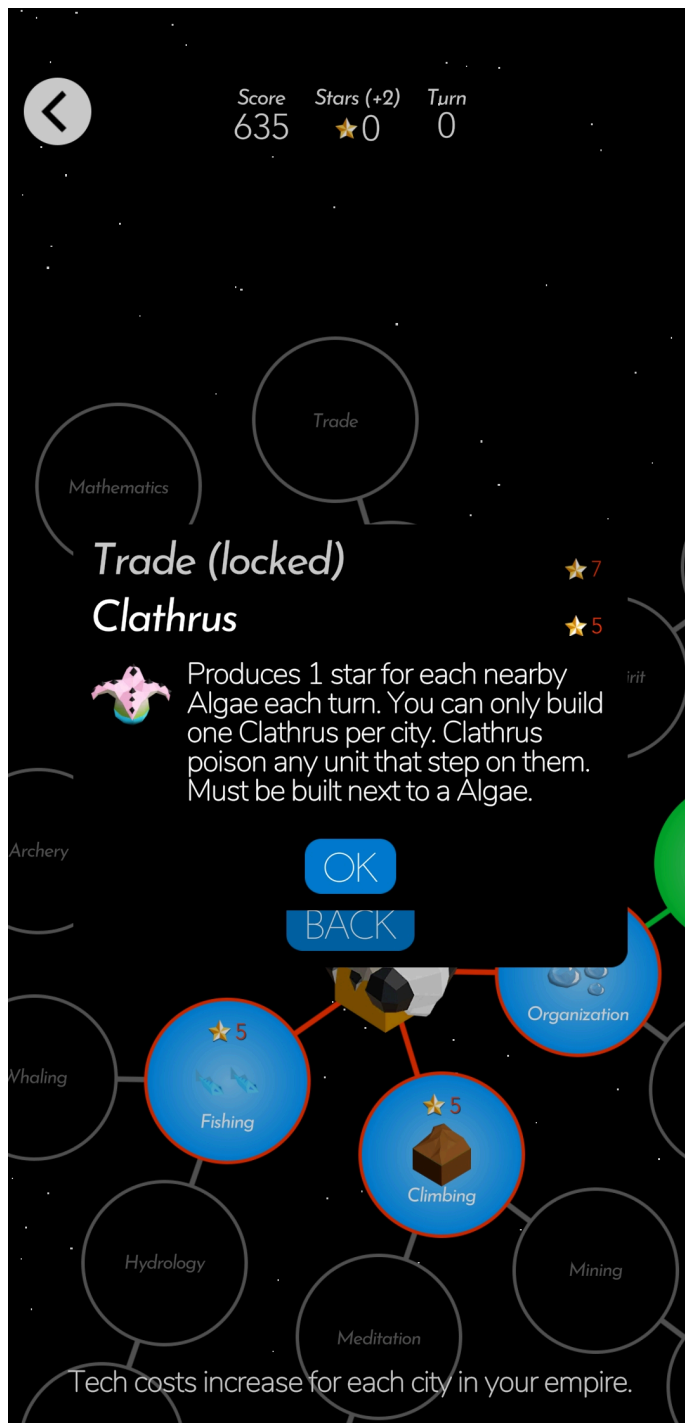 Score Stars (+2) Turn
635 0 0
Trade
Mathematics
Trade (locked) 7
Clathrus 5
Produces 1 star for each nearby
Algae each turn. You can only build
one Clathrus per city. Clathrus
poison any unit that step on them.
Must be built next to a Algae.
irit
Archery
OK
BACK
Organization
5
Whaling
Fishing
5
Climbing
Hydrology
Mining
Meditation
Tech costs increase for each city in your empire.